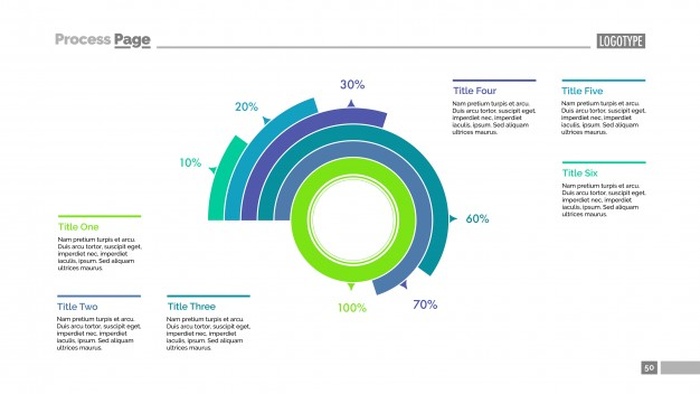 Process Page
LOGOTYPE
30%
20%
10%
60%
70%
100%
Title One
Nam pretium turpis et arcu.
Duis arcu tortor, suscipit eget,
imperdiet nec, imperdiet
iaculis, ipsum. Sed aliquam
ultrices maurus.
Title Two
Nam pretium turpis et arcu.
Duis arcu tortor, suscipit eget,
imperdiet nec, imperdiet
iaculis, ipsum. Sed aliquam
ultrices maurus.
Title Three
Nam pretium turpis et arcu.
Duis arcu tortor, suscipit eget,
imperdiet nec, imperdiet
iaculis, ipsum. Sed aliquam
ultrices maurus.
Title Four
Nam pretium turpis et arcu.
Duis arcu tortor, suscipit eget,
imperdiet nec, imperdiet
iaculis, ipsum. Sed aliquam
ultrices maurus.
Title Five
Nam pretium turpis et arcu.
Duis arcu tortor, suscipit eget,
imperdiet nec, imperdiet
iaculis, ipsum. Sed aliquam
ultrices maurus.
Title Six
Nam pretium turpis et arcu.
Duis arcu tortor, suscipit eget,
imperdiet nec, imperdiet
iaculis, ipsum. Sed aliquam
ultrices maurus.
50